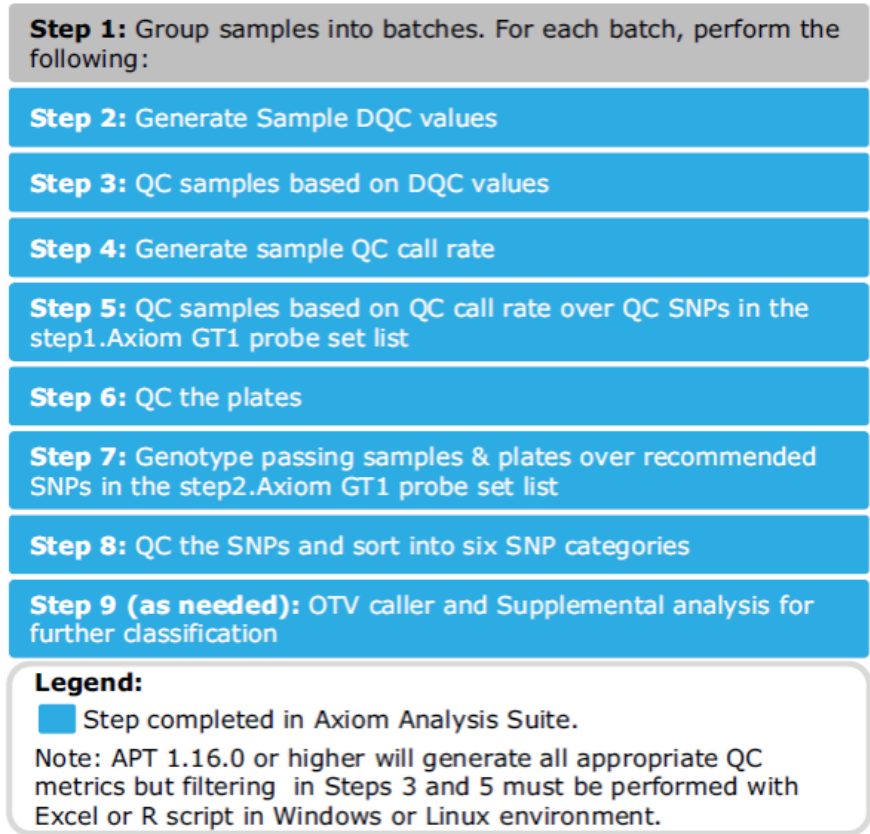 Step 1: Group samples into batches. For each batch, perform the
following:
Step 2: Generate Sample DQC values
Step 3: QC samples based on DQC values
Step 4: Generate sample QC call rate
Step 5: QC samples based on QC call rate over QC SNPs in the
step1.Axiom GT1 probe set list
Step 6: QC the plates
Step 7: Genotype passing samples & plates over recommended
SNPs in the step2.Axiom GT1 probe set list
Step 8: QC the SNPs and sort into six SNP categories
Step 9 (as needed): OTV caller and Supplemental analysis for
further classification
Legend:
Step completed in Axiom Analysis Suite.
Note: APT 1.16.0 or higher will generate all appropriate QC
metrics but filtering in Steps 3 and 5 must be performed with
Excel or R script in Windows or Linux environment.